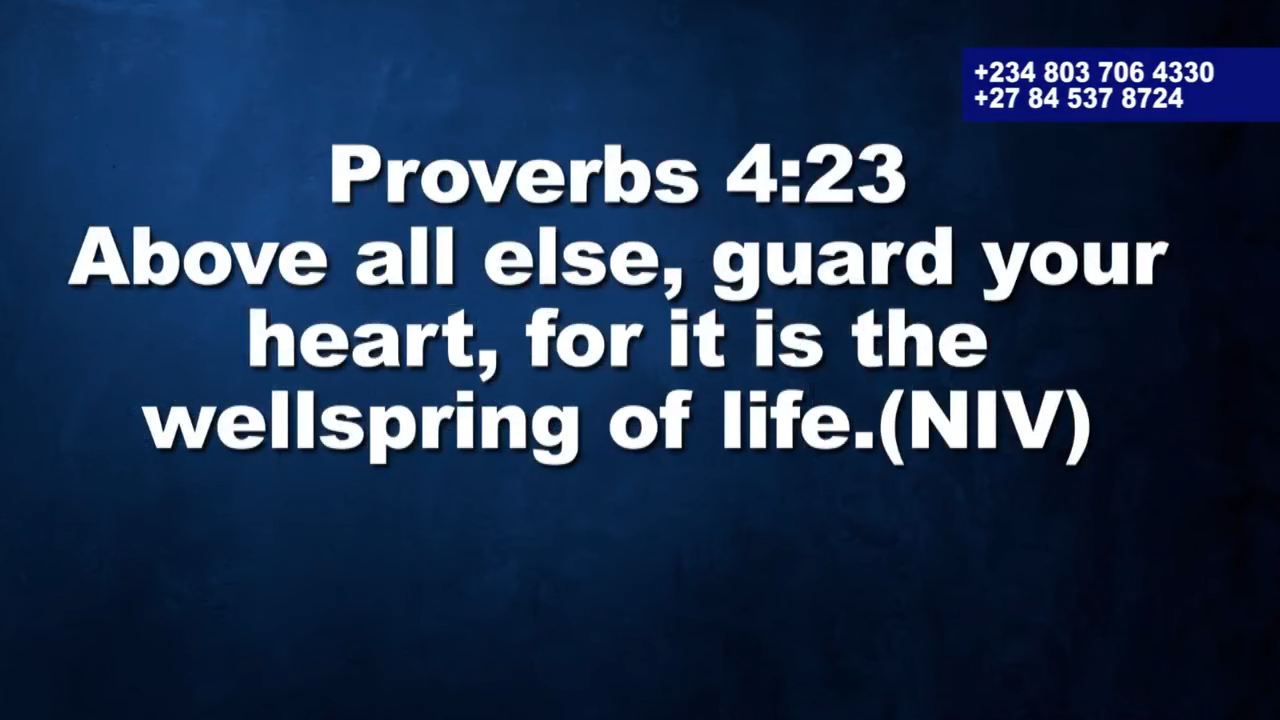 +234 803 706 4330
+27 84 537 8724
Proverbs 4:23
Above all else, guard your
heart, for it is the
wellspring of life.(NIV)